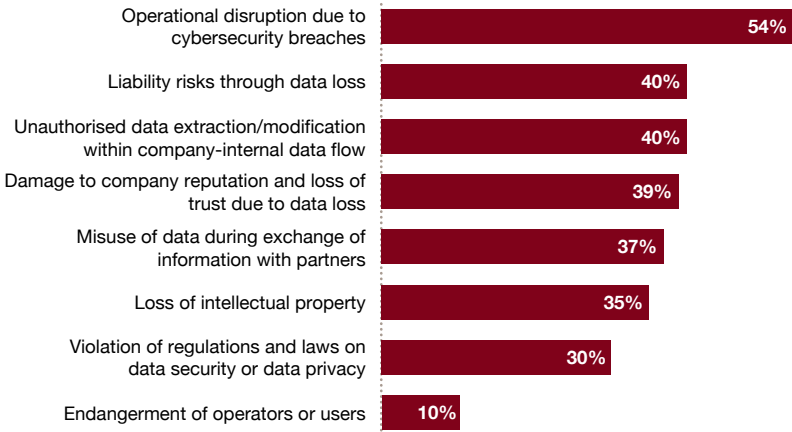 Operational disruption due to
cybersecurity breaches
54%
Liability risks through data loss
40%
Unauthorised data extraction/modification
within company-internal data flow
40%
Damage to company reputation and loss of
trust due to data loss
39%
Misuse of data during exchange of
information with partners
37%
Loss of intellectual property
35%
Violation of regulations and laws on
data security or data privacy
30%
Endangerment of operators or users
10%